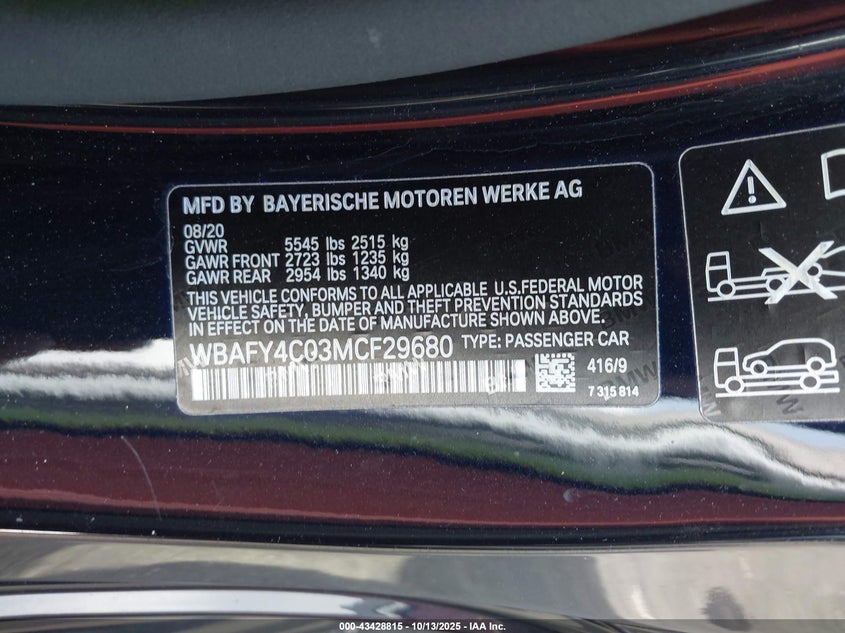 MFD BY BAYERISCHE MOTOREN WERKE AG
08/20
GVWR 5545 lbs 2515 kg
GAWR FRONT 2723 lbs 1235 kg
GAWR REAR 2954 lbs 1340 kg
THIS VEHICLE CONFORMS TO ALL APPLICABLE U.S.FEDERAL MOTOR
VEHICLE SAFETY, BUMPER AND THEFT PREVENTION STANDARDS
IN EFFECT ON THE DATE OF MANUFACTURE SHOWN ABOVE.
WBAFY4C03MCF29680 TYPE: PASSENGER CAR
416/9
7 315 814
000-43428815 - 10/13/2025 - IAA Inc.